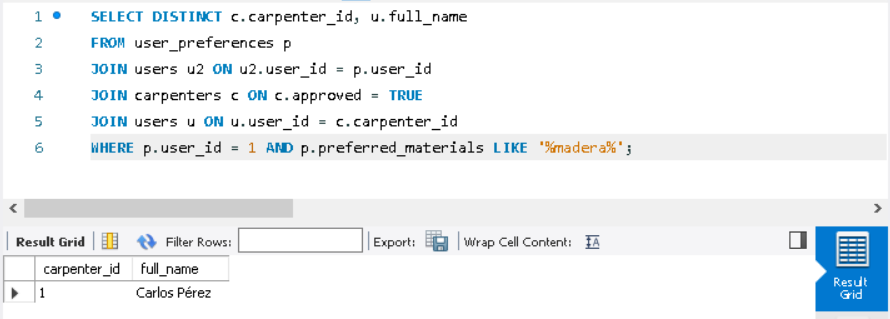 1 SELECT DISTINCT c.carpenter_id, u.full_name
2 FROM user_preferences p
3 JOIN users u2 ON u2.user_id = p.user_id
4 JOIN carpenters c ON c.approved = TRUE
5 JOIN users u ON u.user_id = c.carpenter_id
6 WHERE p.user_id = 1 AND p.preferred_materials LIKE '%madera%';
Result Grid Filter Rows: Export: Wrap Cell Content:
carpenter_id full_name
1 Carlos Pérez
Result
Grid